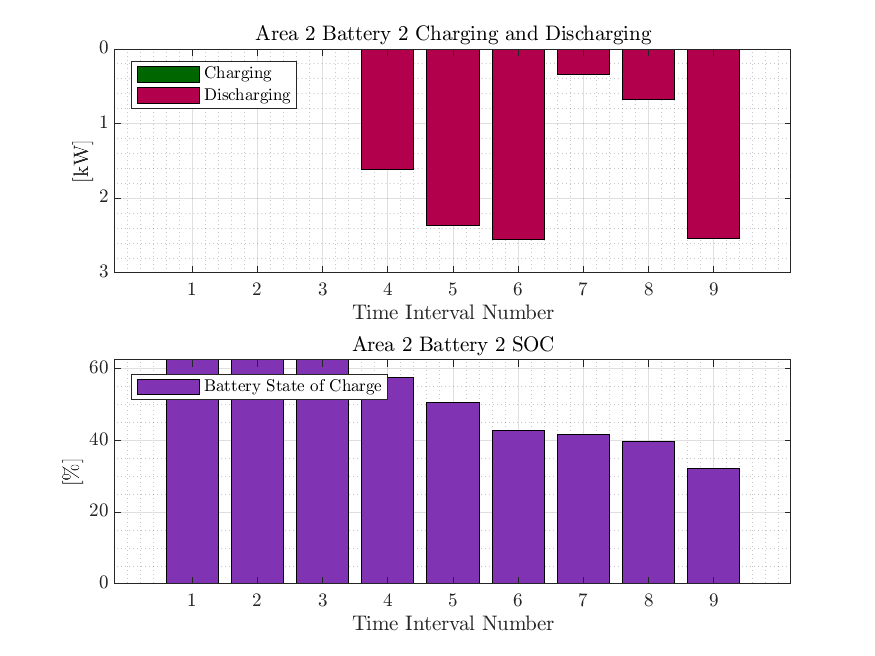 Area 2 Battery 2 Charging and Discharging
0
1
2
3
[kW]
Charging
Discharging
1 2 3 4 5 6 7 8 9
Time Interval Number
Area 2 Battery 2 SOC
60
40
20
0
[%]
Battery State of Charge
1 2 3 4 5 6 7 8 9
Time Interval Number